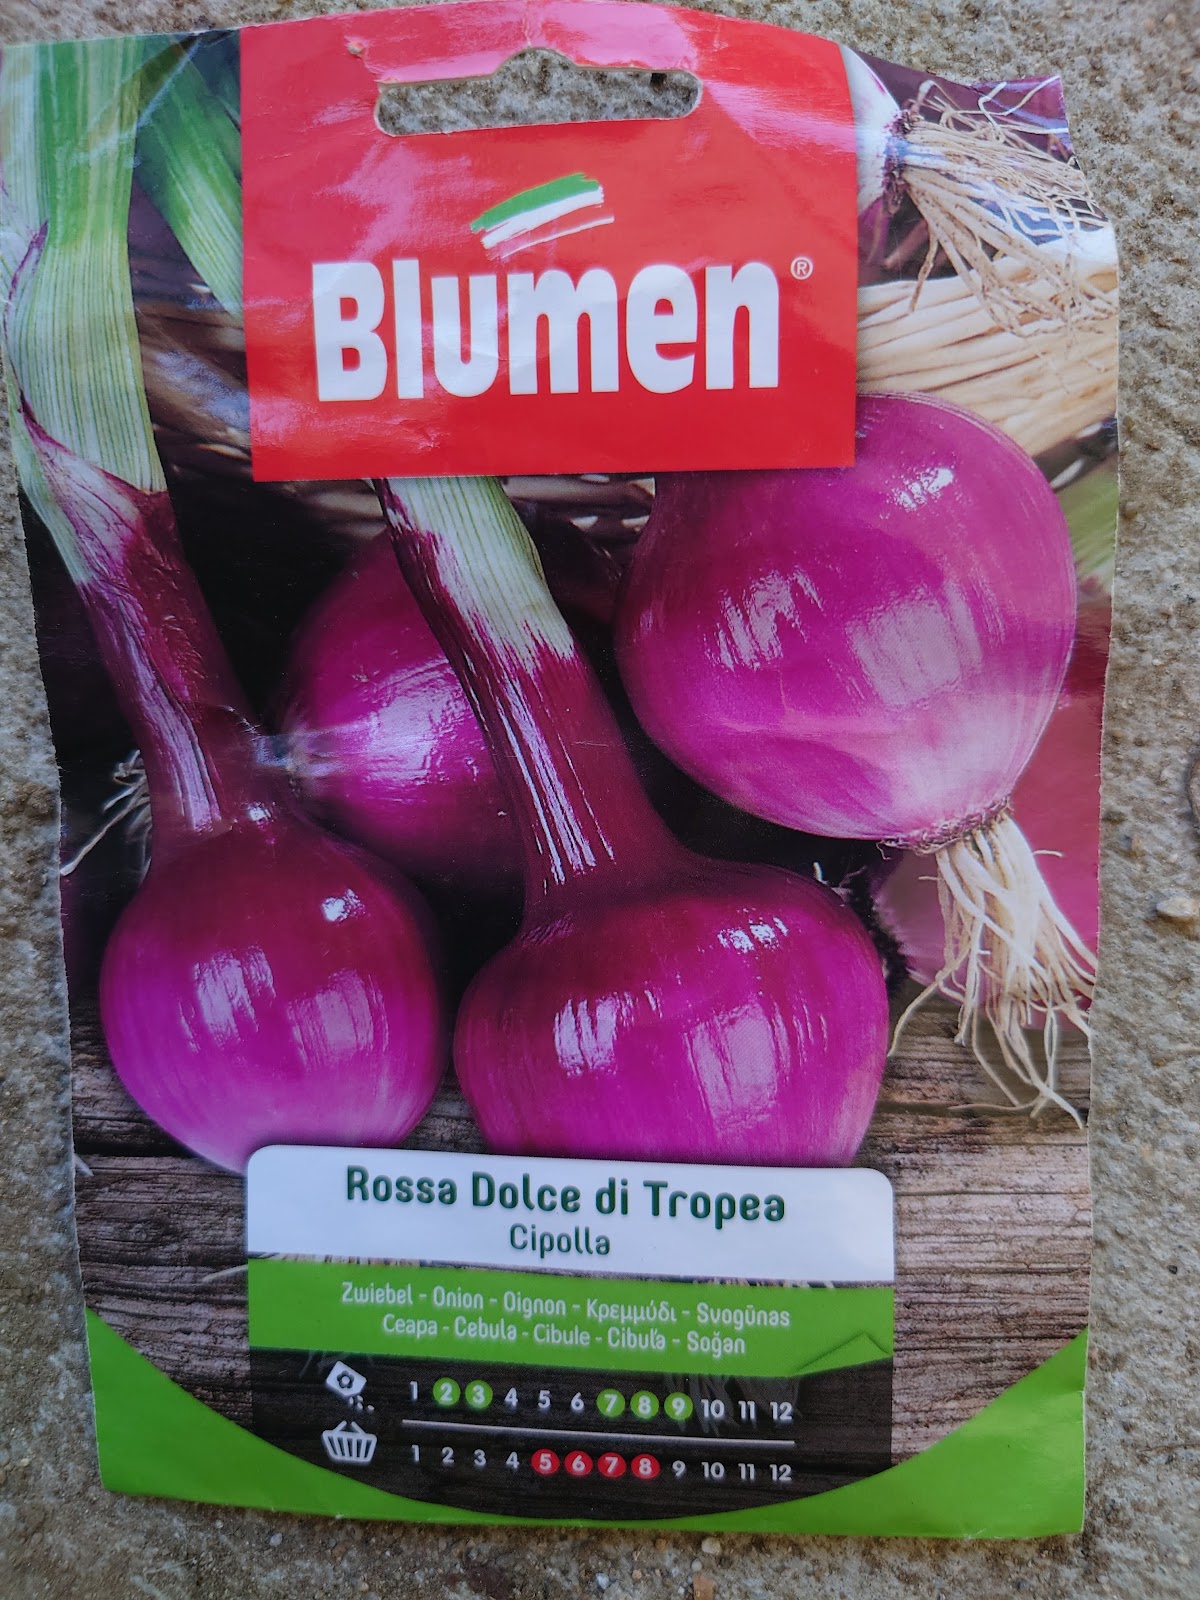 Blumen®
Rossa Dolce di Tropea
Cipolla
Zwiebel - Onion - Oignon - Κρεμμύδι - Svogūnas
Ceapa - Cebula - Cibule - Cibuľa - Soğan
1 2 3 4 5 6 7 8 9 10 11 12
1 2 3 4 5 6 7 8 9 10 11 12